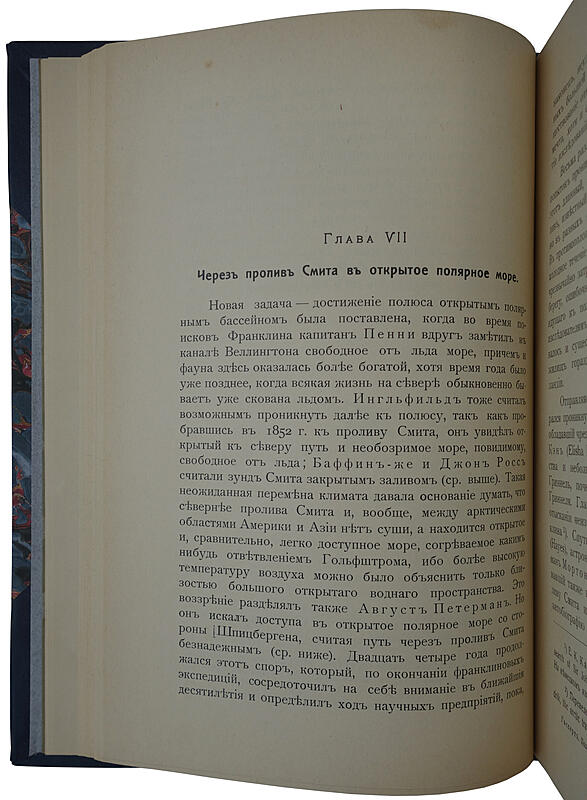 Глава VII
Черезъ проливъ Смита въ открытое полярное море.
Новая задача — достиженіе полюса открытымъ поляр-
нымъ бассейномъ была поставлена, когда во время по-
исковъ Франклина капитанъ Пенни вдругъ замѣтилъ въ
каналѣ Веллингтона свободное отъ льда море, причемъ и
фауна здѣсь оказалась болѣе богатой, хотя время года было
уже позднее, когда всякая жизнь на сѣверѣ обыкновенно бы-
ваетъ уже скована льдомъ. Ингльфильдъ тоже считалъ
возможнымъ проникнуть далѣе къ полюсу, такъ какъ про-
бравшись въ 1852 г. къ проливу Смита, онъ увидѣлъ от-
крытый къ сѣверу путь и необозримое море, повидимому,
свободное отъ льда; Баффинъ-же и Джонъ Россъ
считали зундъ Смита закрытымъ заливомъ (ср. выше). Такая
неожиданная перемѣна климата давала основаніе думать, что
сѣвернѣе пролива Смита и, вообще, между арктическими
областями Америки и Азіи нѣтъ суши, а находится открытое
и, сравнительно, легко доступное море, согрѣваемое какимъ
нибудь отвѣтвленіемъ Гольфштрома, ибо болѣе высокую
температуру воздуха можно было объяснить только бли-
зостью большого открытаго воднаго пространства. Это
воззрѣніе раздѣлялъ также Августъ Петерманъ. Но
онъ искалъ доступа въ открытое полярное море со сто-
роны Шпицбергена, считая путь черезъ проливъ Смита
безнадежнымъ (ср. ниже). Двадцать четыре года продол-
жался этотъ споръ, который, по окончаніи франклиновыхъ
экспедицій, сосредоточилъ на себѣ вниманіе въ ближайшія
десятилѣтія и опредѣлилъ ходъ научныхъ предпріятій, пока,